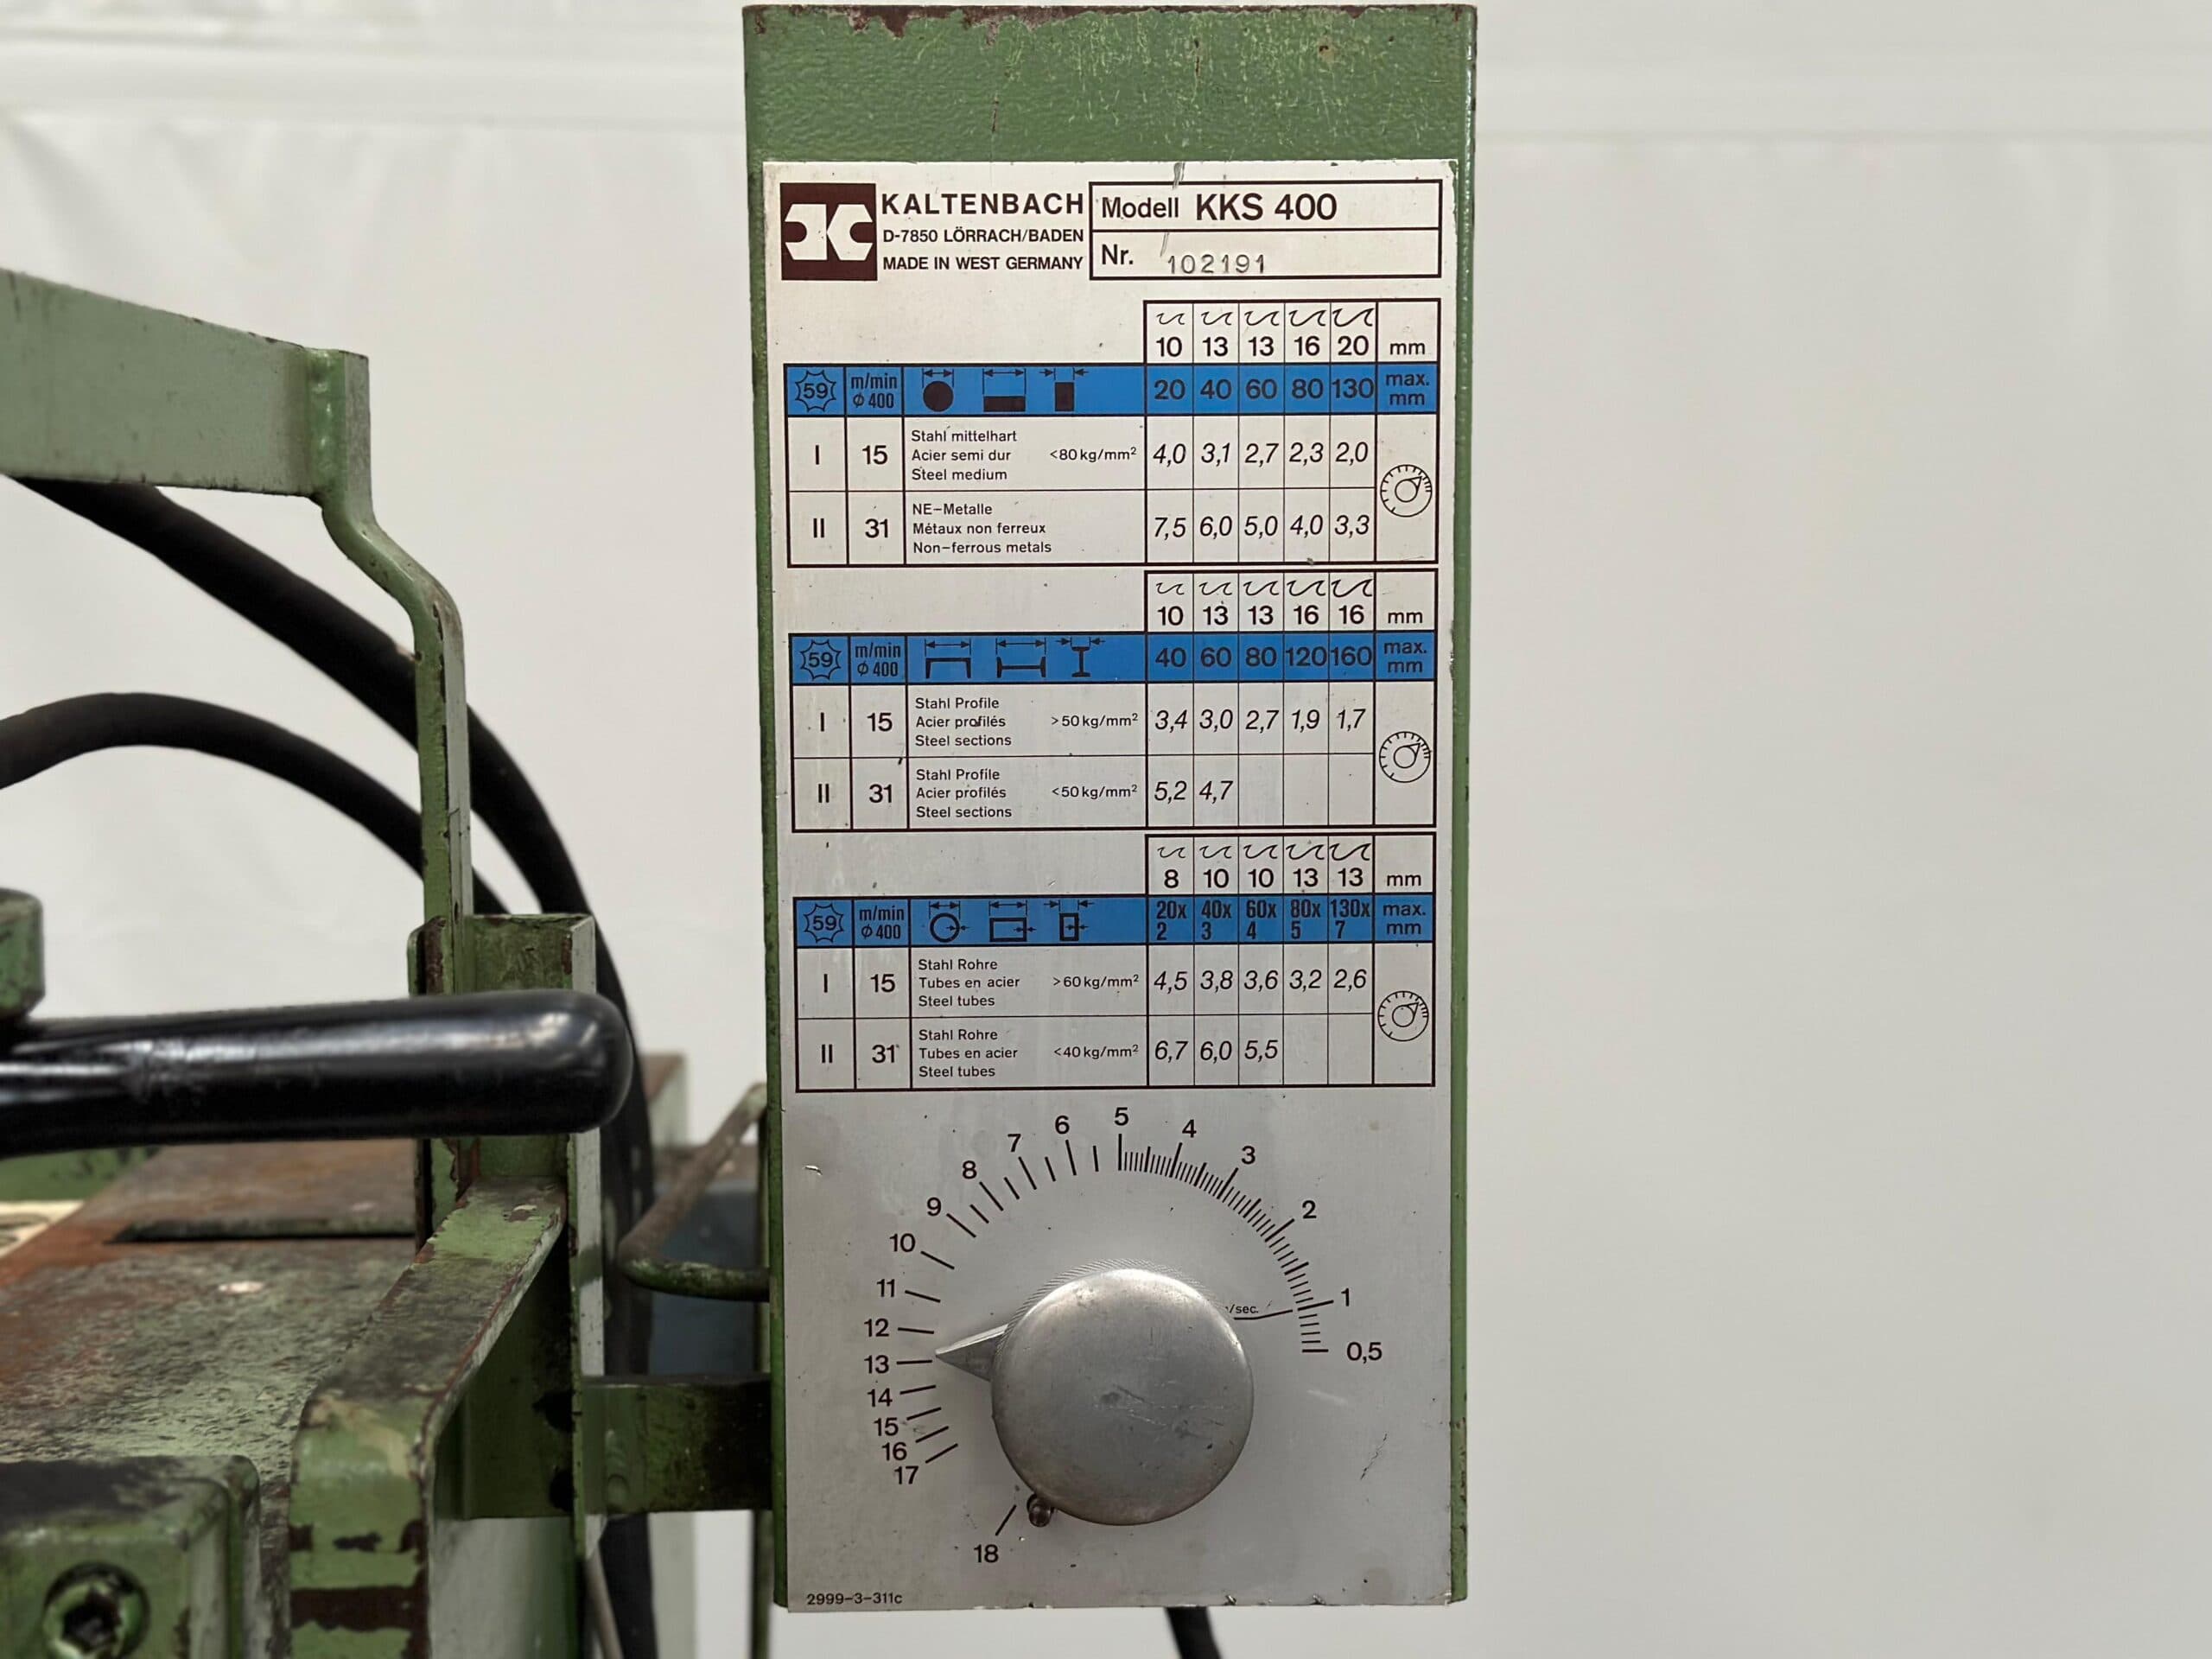 KALTENBACH
D-7850 LÖRRACH/BADEN
MADE IN WEST GERMANY
Modell KKS 400
Nr. 102191
10 13 13 16 20 mm
59 m/min ϕ 400 20 40 60 80 130 max. mm
I 15 Stahl mittelhart
Acier semi dur <80 kg/mm² 4,0 3,1 2,7 2,3 2,0
Steel medium
II 31 NE-Metalle
Métaux non ferreux 7,5 6,0 5,0 4,0 3,3
Non-ferrous metals
10 13 13 16 16 mm
59 m/min ϕ 400 40 60 80 120 160 max. mm
I 15 Stahl Profile
Acier profilés >50 kg/mm² 3,4 3,0 2,7 1,9 1,7
Steel sections
II 31 Stahl Profile
Acier profilés <50 kg/mm² 5,2 4,7
Steel sections
8 10 10 13 13 mm
59 m/min ϕ 400 20x2 40x3 60x4 80x5 130x7 max. mm
I 15 Stahl Rohre
Tubes en acier >60 kg/mm² 4,5 3,8 3,6 3,2 2,6
Steel tubes
II 31 Stahl Rohre
Tubes en acier <40 kg/mm² 6,7 6,0 5,5
Steel tubes
18 17 16 15 14 13 12 11 10 9 8 7 6 5 4 3 2 1 0,5
/sec.
2999-3-311c